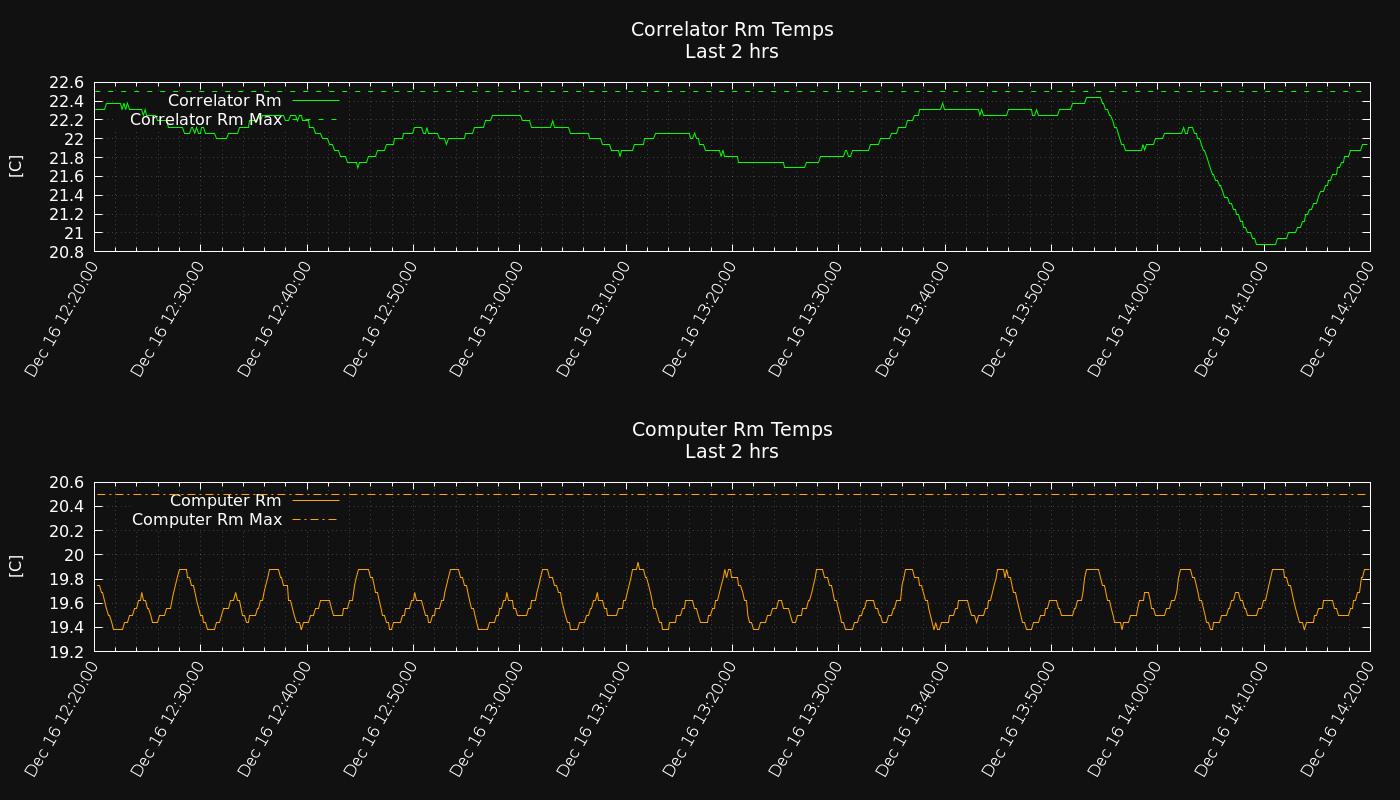 Correlator Rm Temps
Last 2 hrs
22.6
22.4
22.2
22
21.8
21.6
21.4
21.2
21
20.8
[C]
Correlator Rm
Correlator Rm Max
Dec 16 12:20:00
Dec 16 12:30:00
Dec 16 12:40:00
Dec 16 12:50:00
Dec 16 13:00:00
Dec 16 13:10:00
Dec 16 13:20:00
Dec 16 13:30:00
Dec 16 13:40:00
Dec 16 13:50:00
Dec 16 14:00:00
Dec 16 14:10:00
Dec 16 14:20:00
Computer Rm Temps
Last 2 hrs
20.6
20.4
20.2
20
19.8
19.6
19.4
19.2
[C]
Computer Rm
Computer Rm Max
Dec 16 12:20:00
Dec 16 12:30:00
Dec 16 12:40:00
Dec 16 12:50:00
Dec 16 13:00:00
Dec 16 13:10:00
Dec 16 13:20:00
Dec 16 13:30:00
Dec 16 13:40:00
Dec 16 13:50:00
Dec 16 14:00:00
Dec 16 14:10:00
Dec 16 14:20:00